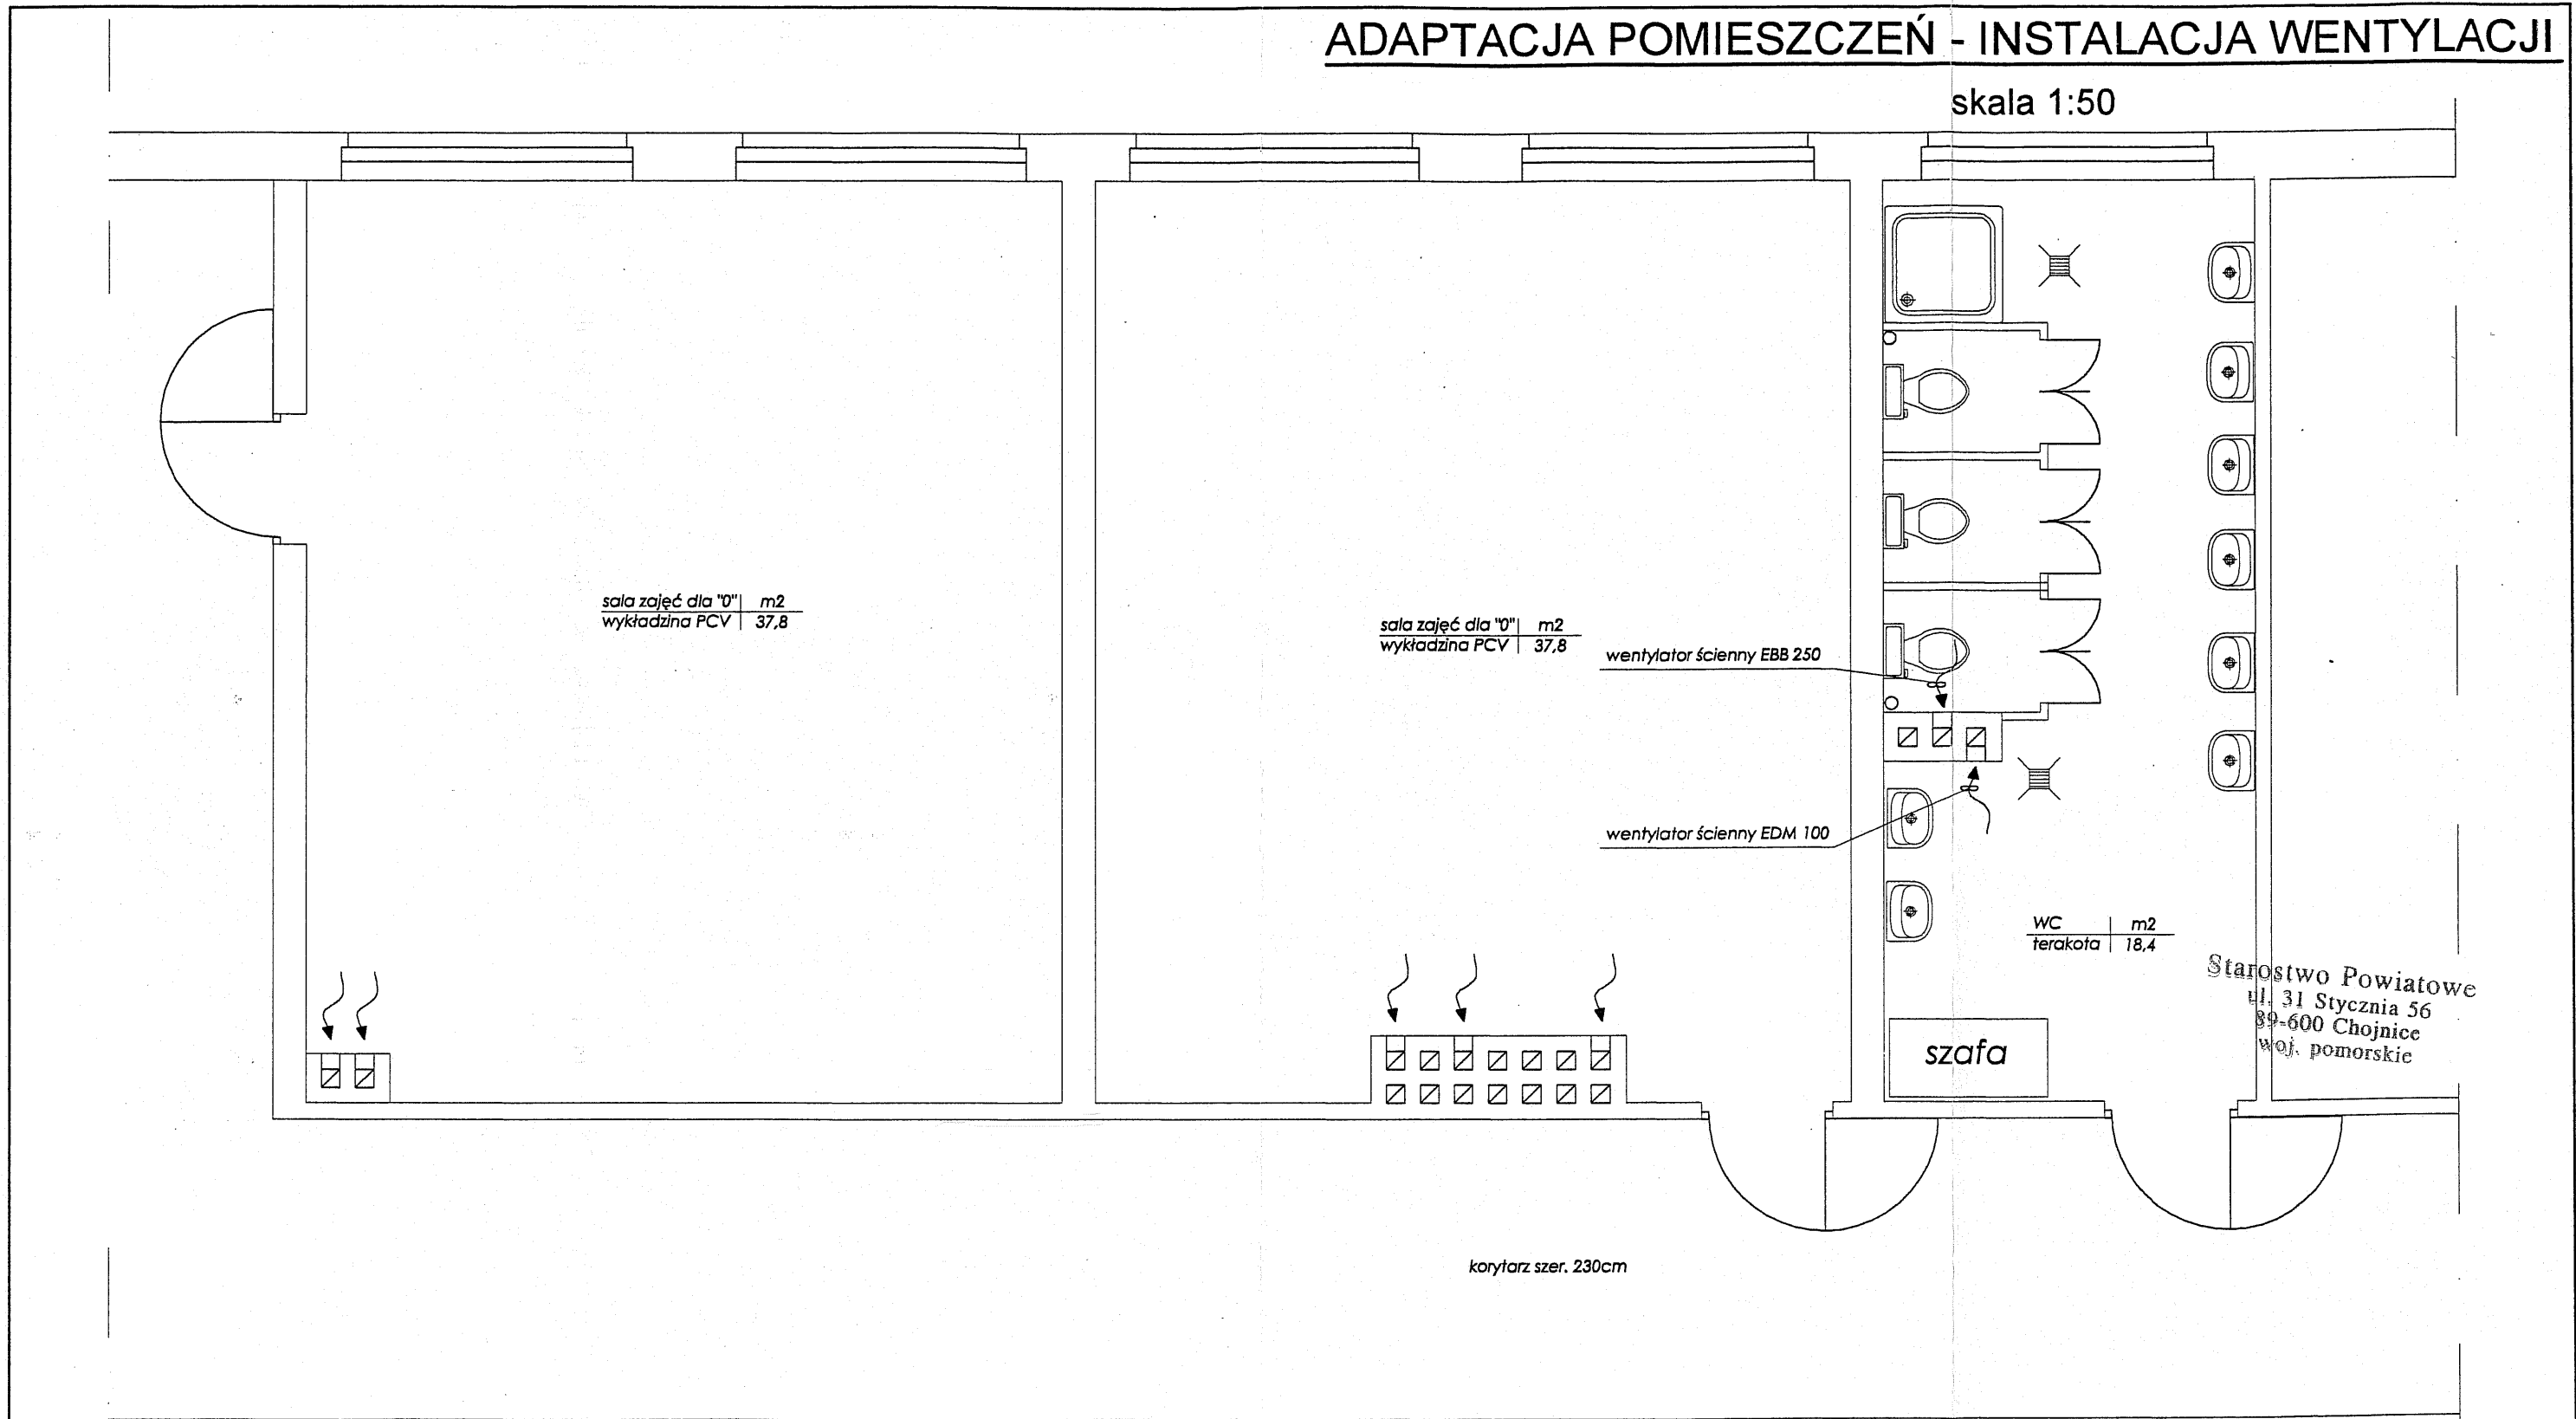 ADAPTACJA POMIESZCZEŃ - INSTALACJA WENTYLACJI
skala 1:50
sala zajęć dla "0" m2
wykładzina PCV 37,8
sala zajęć dla "0" m2
wykładzina PCV 37,8
wentylator ścienny EBB 250
wentylator ścienny EDM 100
WC m2
terakota 18,4
Starostwo Powiatowe
ul. 31 Stycznia 56
89-600 Chojnice
woj. pomorskie
szafa
korytarz szer. 230cm